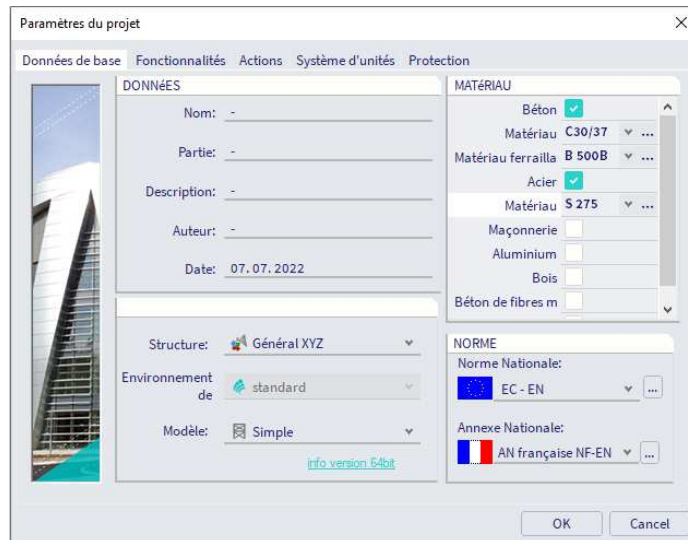 Paramètres du projet
Données de base Fonctionnalités Actions Système d'unités Protection
DONNéES
Nom: -
Partie: -
Description: -
Auteur: -
Date: 07. 07. 2022
Structure: Général XYZ
Environnement de standard
Modèle: Simple
info version 64bit
MATéRIAU
Béton
Matériau C30/37 ...
Matériau ferrailla B 500B ...
Acier
Matériau S 275 ...
Maçonnerie
Aluminium
Bois
Béton de fibres m
NORME
Norme Nationale:
EC - EN ...
Annexe Nationale:
AN française NF-EN ...
OK Cancel